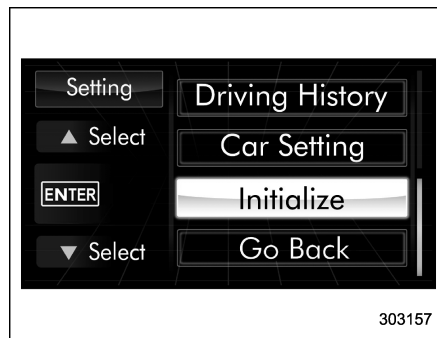 Setting
▲ Select
ENTER
▼ Select
Driving History
Car Setting
Initialize
Go Back
303157